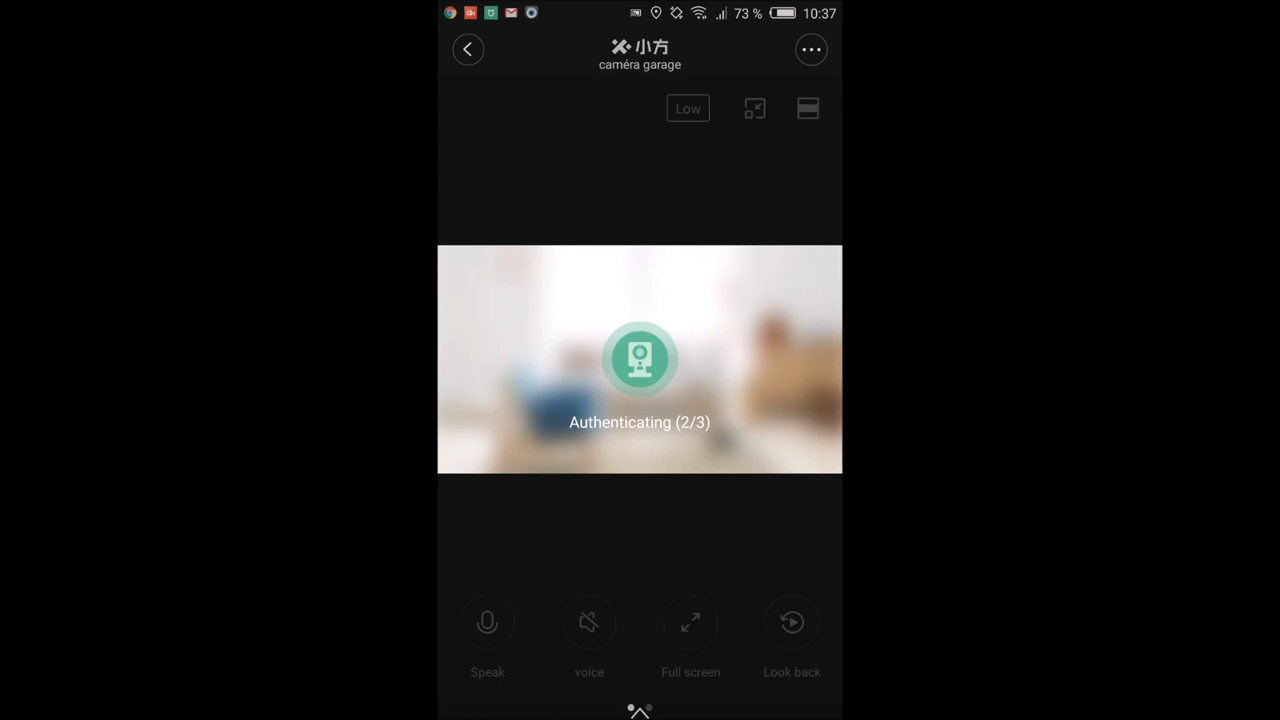 73 % 10:37
小方
caméra garage
Low
Authenticating (2/3)
Speak voice Full screen Look back